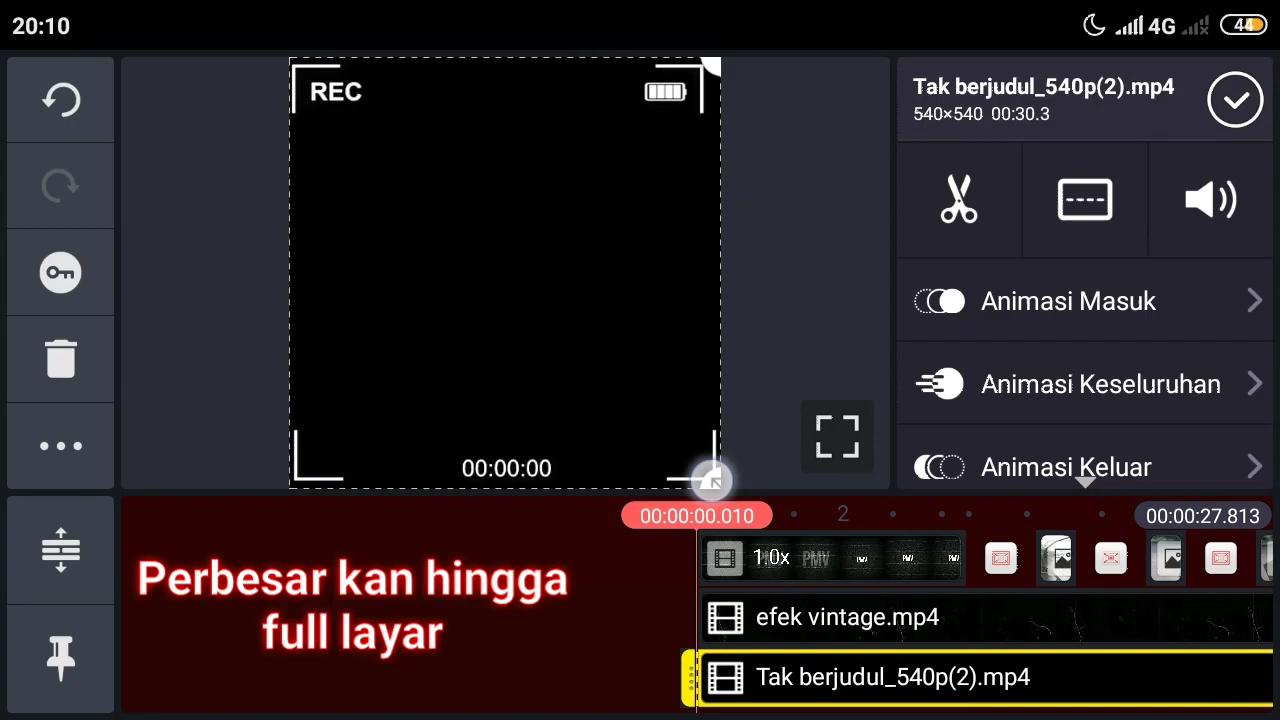 20:10
4G
44
REC
00:00:00
Tak berjudul_540p(2).mp4
540×540 00:30.3
Animasi Masuk
Animasi Keseluruhan
Animasi Keluar
00:00:00.010
2
00:00:27.813
1.0x
PMV
efek vintage.mp4
Tak berjudul_540p(2).mp4
Perbesar kan hingga
full layar